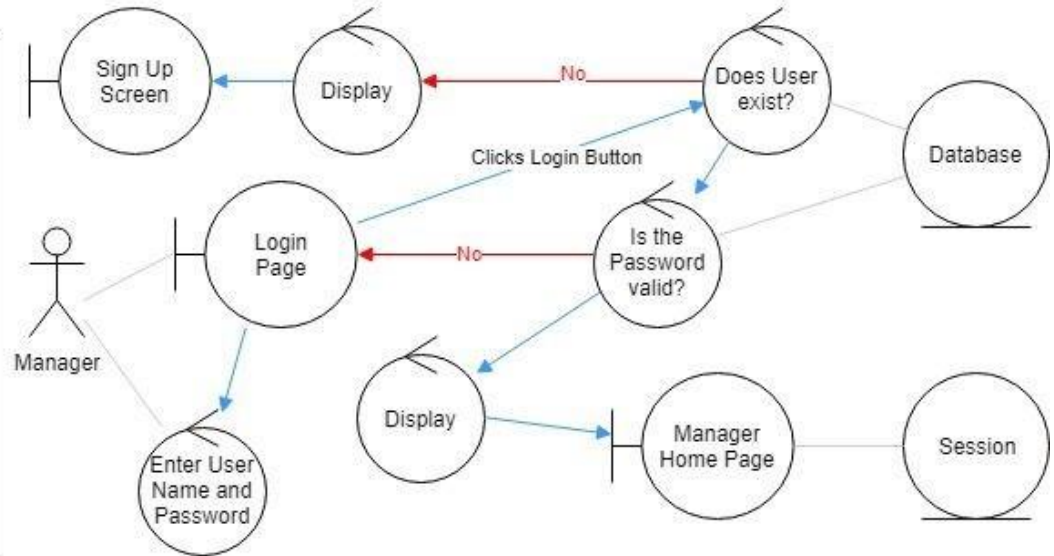 Sign Up
Screen
Display
No
Does User
exist?
Database
Clicks Login Button
Login
Page
No
Is the
Password
valid?
Manager
Display
Manager
Home Page
Session
Enter User
Name and
Password